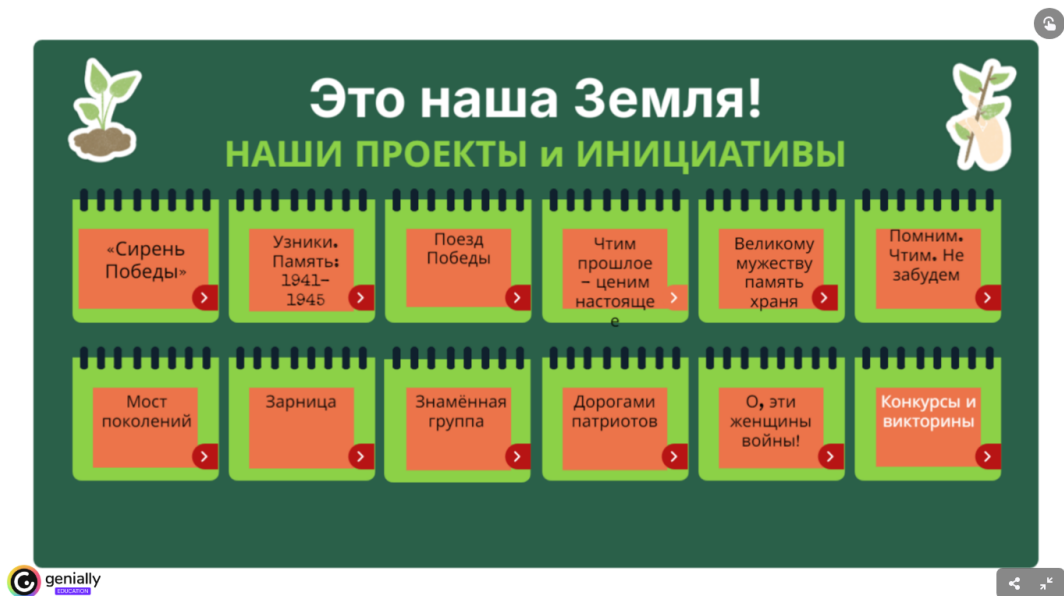 Это наша Земля!
НАШИ ПРОЕКТЫ и ИНИЦИАТИВЫ
«Сирень
Победы»
Узники.
Память:
1941-
1945
Поезд
Победы
Чтим
прошлое
- ценим
настояще
е
Великому
мужеству
память
храня
Помним.
Чтим. Не
забудем
Мост
поколений
Зарница
Знамённая
группа
Дорогами
патриотов
О, эти
женщины
войны!
Конкурсы и
викторины
genially
EDUCATION